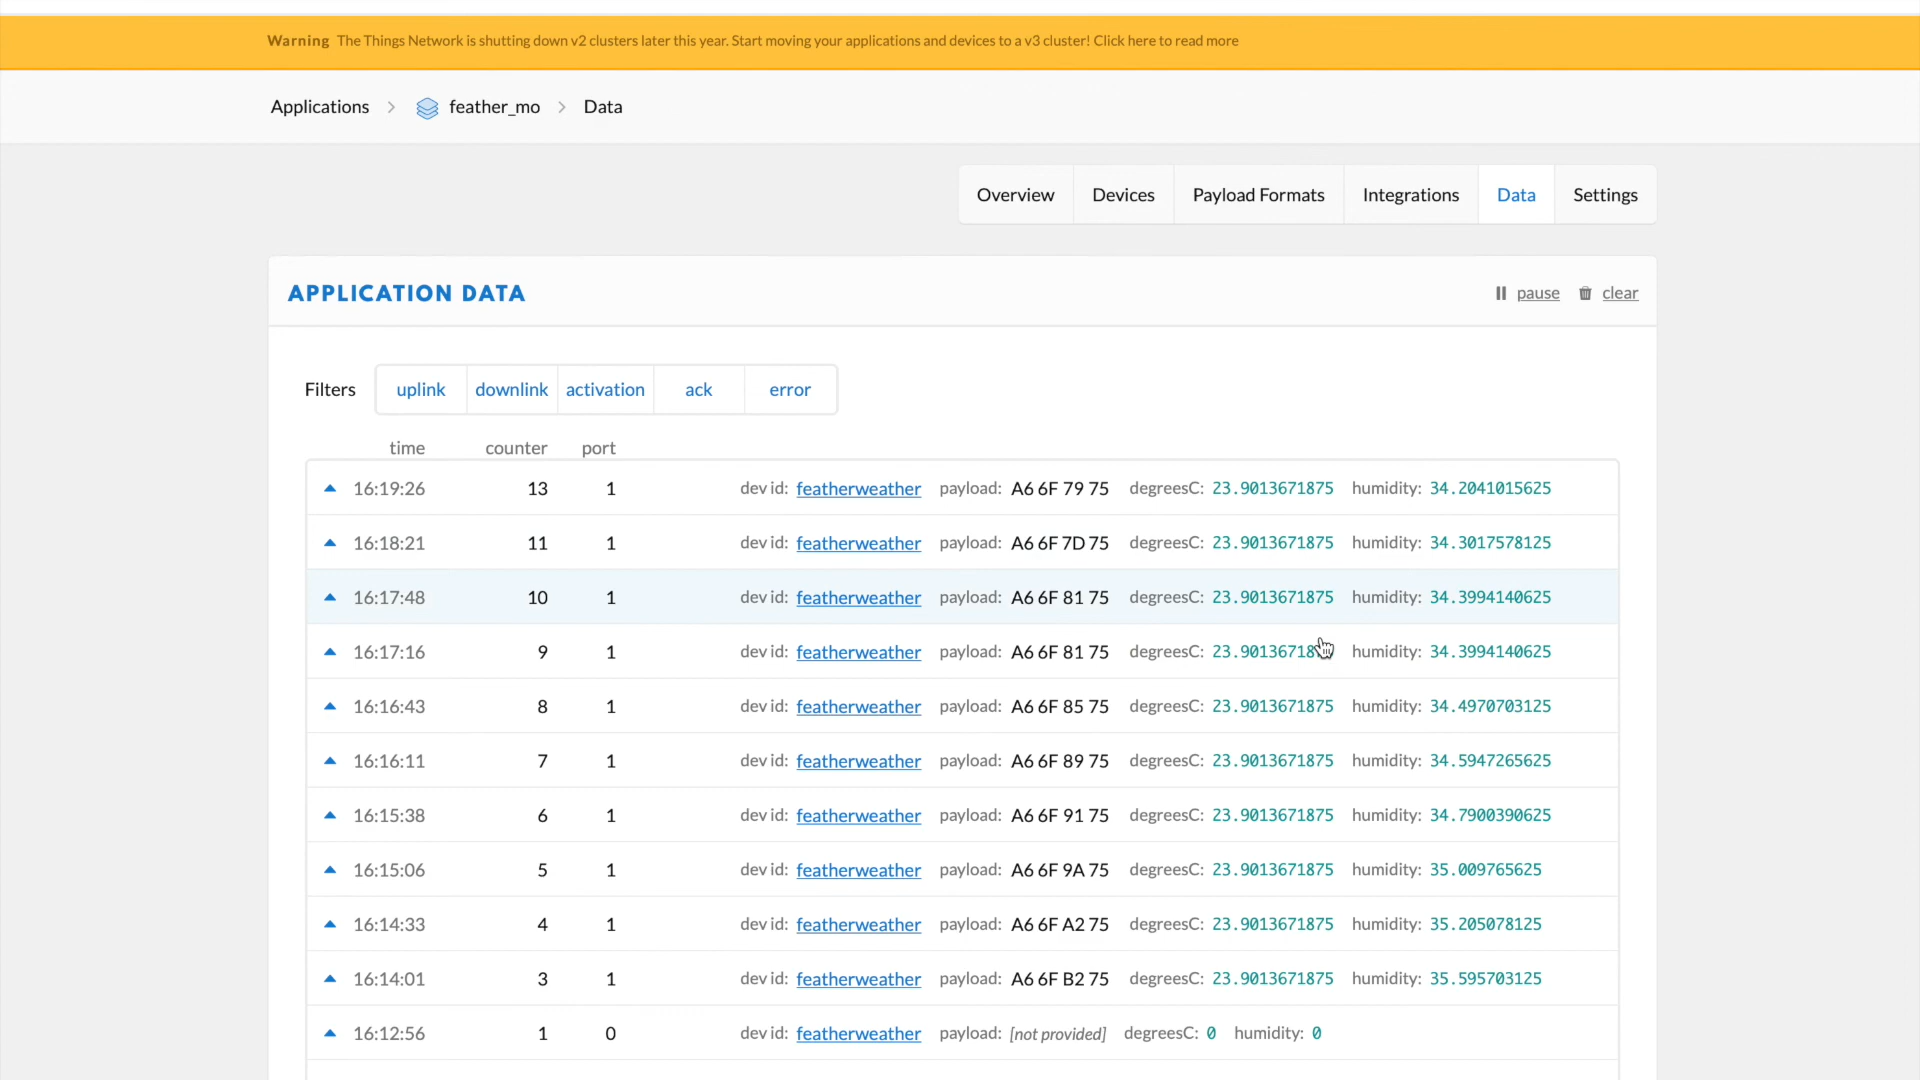 Warning The Things Network is shutting down v2 clusters later this year. Start moving your applications and devices to a v3 cluster! Click here to read more
Applications > feather_mo > Data
Overview Devices Payload Formats Integrations Data Settings
APPLICATION DATA pause clear
Filters uplink downlink activation ack error
time counter port
16:19:26 13 1 dev id: featherweather payload: A6 6F 79 75 degreesC: 23.9013671875 humidity: 34.2041015625
16:18:21 11 1 dev id: featherweather payload: A6 6F 7D 75 degreesC: 23.9013671875 humidity: 34.3017578125
16:17:48 10 1 dev id: featherweather payload: A6 6F 81 75 degreesC: 23.9013671875 humidity: 34.3994140625
16:17:16 9 1 dev id: featherweather payload: A6 6F 81 75 degreesC: humidity: 34.3994140625
16:16:43 8 1 dev id: featherweather payload: A6 6F 85 75 degreesC: 23.9013671875 humidity: 34.4970703125
16:16:11 7 1 dev id: featherweather payload: A6 6F 89 75 degreesC: 23.9013671875 humidity: 34.5947265625
16:15:38 6 1 dev id: featherweather payload: A6 6F 91 75 degreesC: 23.9013671875 humidity: 34.7900390625
16:15:06 5 1 dev id: featherweather payload: A6 6F 9A 75 degreesC: 23.9013671875 humidity: 35.009765625
16:14:33 4 1 dev id: featherweather payload: A6 6F A2 75 degreesC: 23.9013671875 humidity: 35.205078125
16:14:01 3 1 dev id: featherweather payload: A6 6F B2 75 degreesC: 23.9013671875 humidity: 35.595703125
16:12:56 1 0 dev id: featherweather payload: [not provided] degreesC: 0 humidity: 0